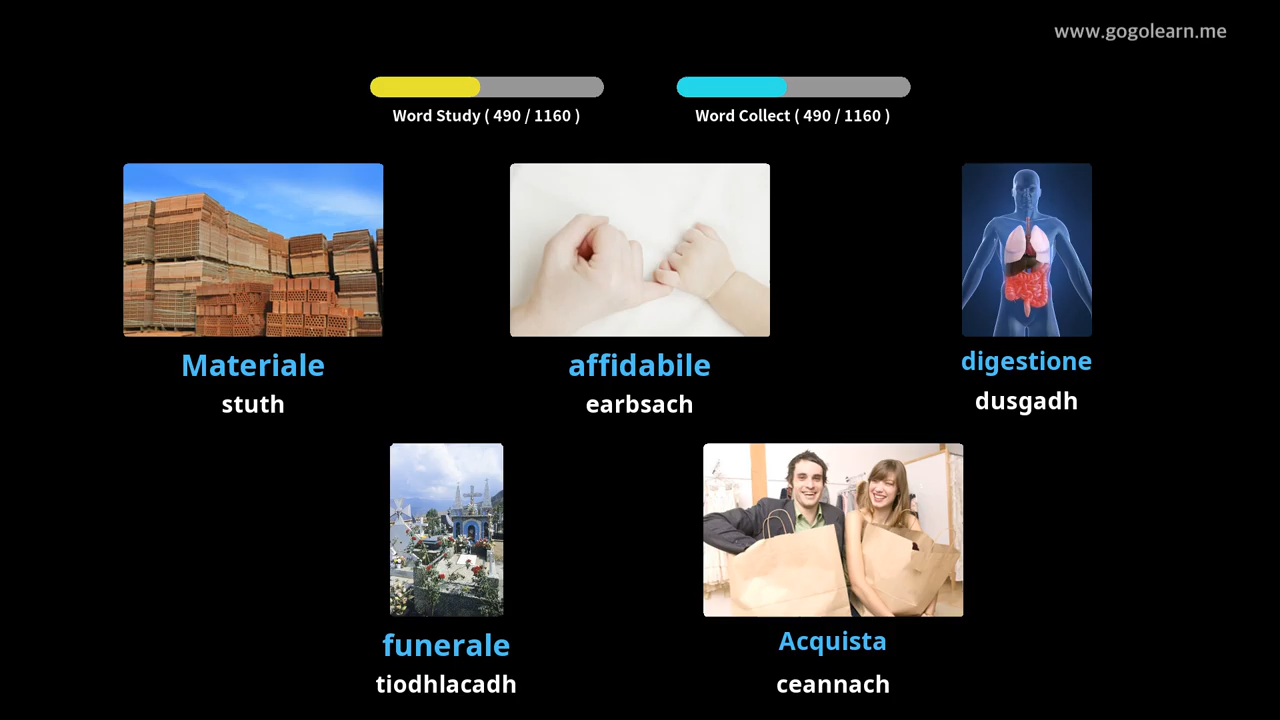 www.gogolearn.me
Word Study ( 490 / 1160 )
Word Collect ( 490 / 1160 )
Materiale
stuth
affidabile
earbsach
digestione
dusgadh
funerale
tiodhlacadh
Acquista
ceannach